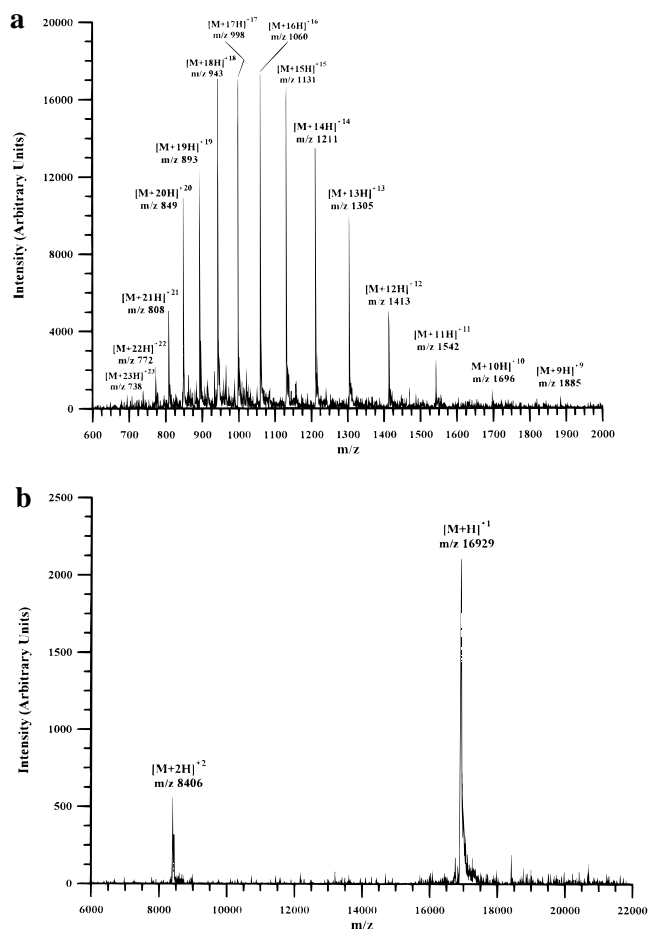 a
20000
16000
12000
8000
4000
0
Intensity (Arbitrary Units)
[M+17H]+17
m/z 998
[M+16H]+16
m/z 1060
[M+18H]+18
m/z 943
[M+15H]+15
m/z 1131
[M+14H]+14
m/z 1211
[M+19H]+19
m/z 893
[M+13H]+13
m/z 1305
[M+20H]+20
m/z 849
[M+21H]+21
m/z 808
[M+12H]+12
m/z 1413
[M+22H]+22
m/z 772
[M+23H]+23
m/z 738
[M+11H]+11
m/z 1542
[M+10H]+10
m/z 1696
[M+9H]+9
m/z 1885
600 700 800 900 1000 1100 1200 1300 1400 1500 1600 1700 1800 1900 2000
m/z
b
2500
2000
1500
1000
500
0
Intensity (Arbitrary Units)
[M+H]+1
m/z 16929
[M+2H]+2
m/z 8406
6000 8000 10000 12000 14000 16000 18000 20000 22000
m/z